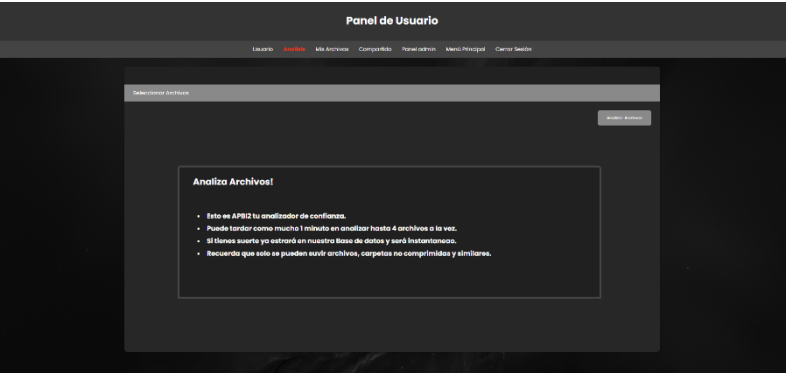 Panel de Usuario
Usuario Análisis Mis Archivos Compartido Panel admin Menú Principal Cerrar Sesión
Seleccionar Archivos
Analizar Archivos
Analiza Archivos!
• Esto es APBI2 tu analizador de confianza.
• Puede tardar como mucho 1 minuto en analizar hasta 4 archivos a la vez.
• Si tienes suerte ya estrará en nuestra Base de datos y será instantaneao.
• Recuerda que solo se pueden suvir archivos, carpetas no comprimidas y similares.